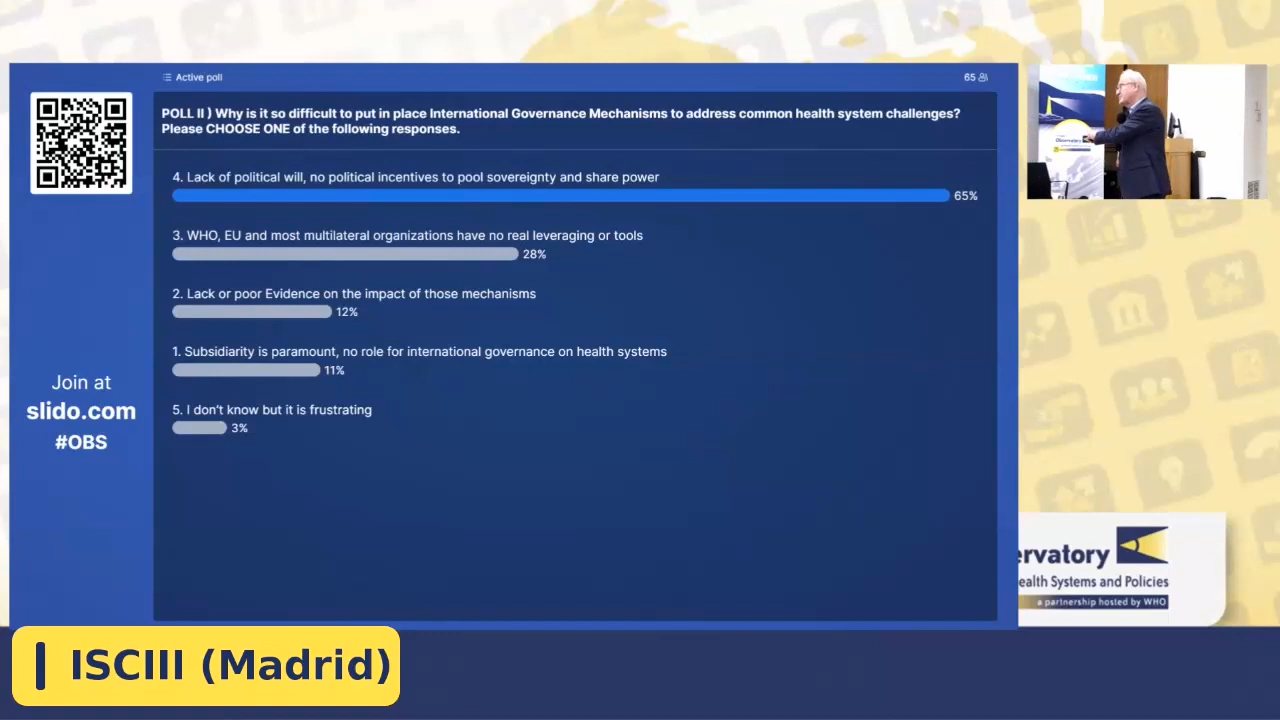 Active poll
65
POLL II ) Why is it so difficult to put in place International Governance Mechanisms to address common health system challenges?
Please CHOOSE ONE of the following responses.
4. Lack of political will, no political incentives to pool sovereignty and share power
65%
3. WHO, EU and most multilateral organizations have no real leveraging or tools
28%
2. Lack or poor Evidence on the impact of those mechanisms
12%
1. Subsidiarity is paramount, no role for international governance on health systems
11%
5. I don't know but it is frustrating
3%
Join at
slido.com
#OBS
Observatory
ervatory
ealth Systems and Policies
a partnership hosted by WHO
ISCIII (Madrid)